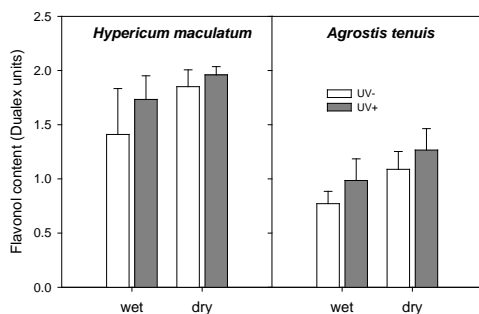 Hypericum maculatum
Agrostis tenuis
Flavonol content (Dualex units)
2.5
2.0
1.5
1.0
0.5
0.0
UV-
UV+
wet
dry
wet
dry